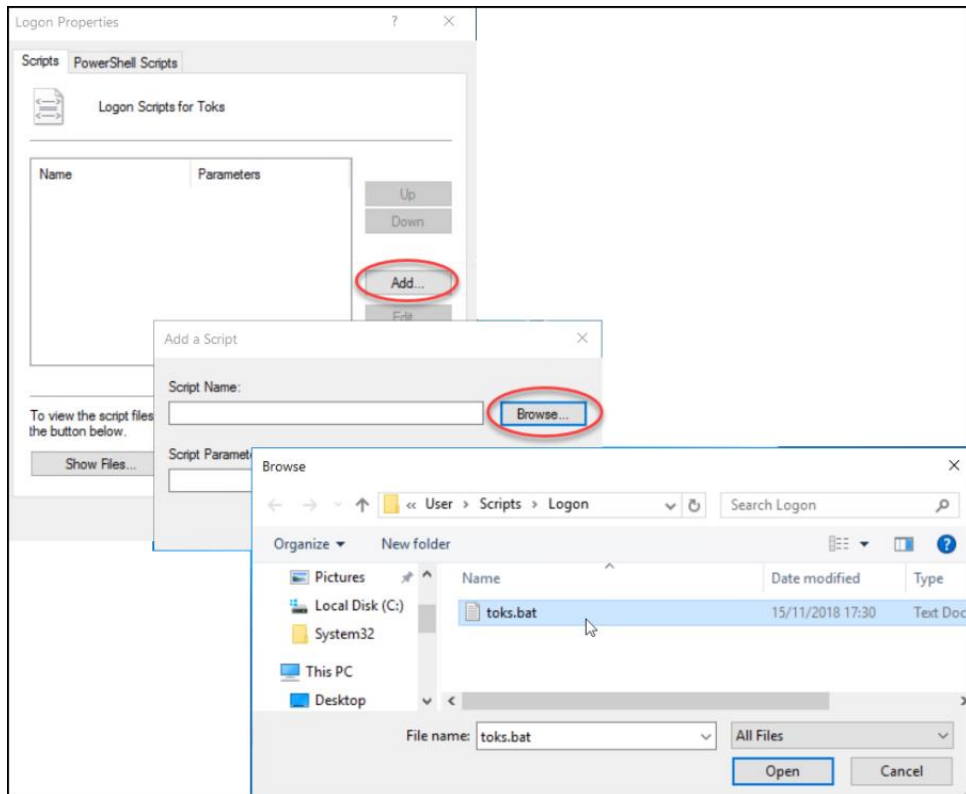 Logon Properties
?
Scripts
PowerShell Scripts
Logon Scripts for Toks
Name
Parameters
Up
Down
Add...
Edit
Add a Script
Script Name:
Browse...
To view the script files
the button below.
Show Files...
Script Paramet
Browse
« User > Scripts > Logon
Search Logon
Organize
New folder
?
Pictures
Local Disk (C:)
System32
This PC
Desktop
Name
Date modified
Type
toks.bat
15/11/2018 17:30
Text Doc
File name:
toks.bat
All Files
Open
Cancel